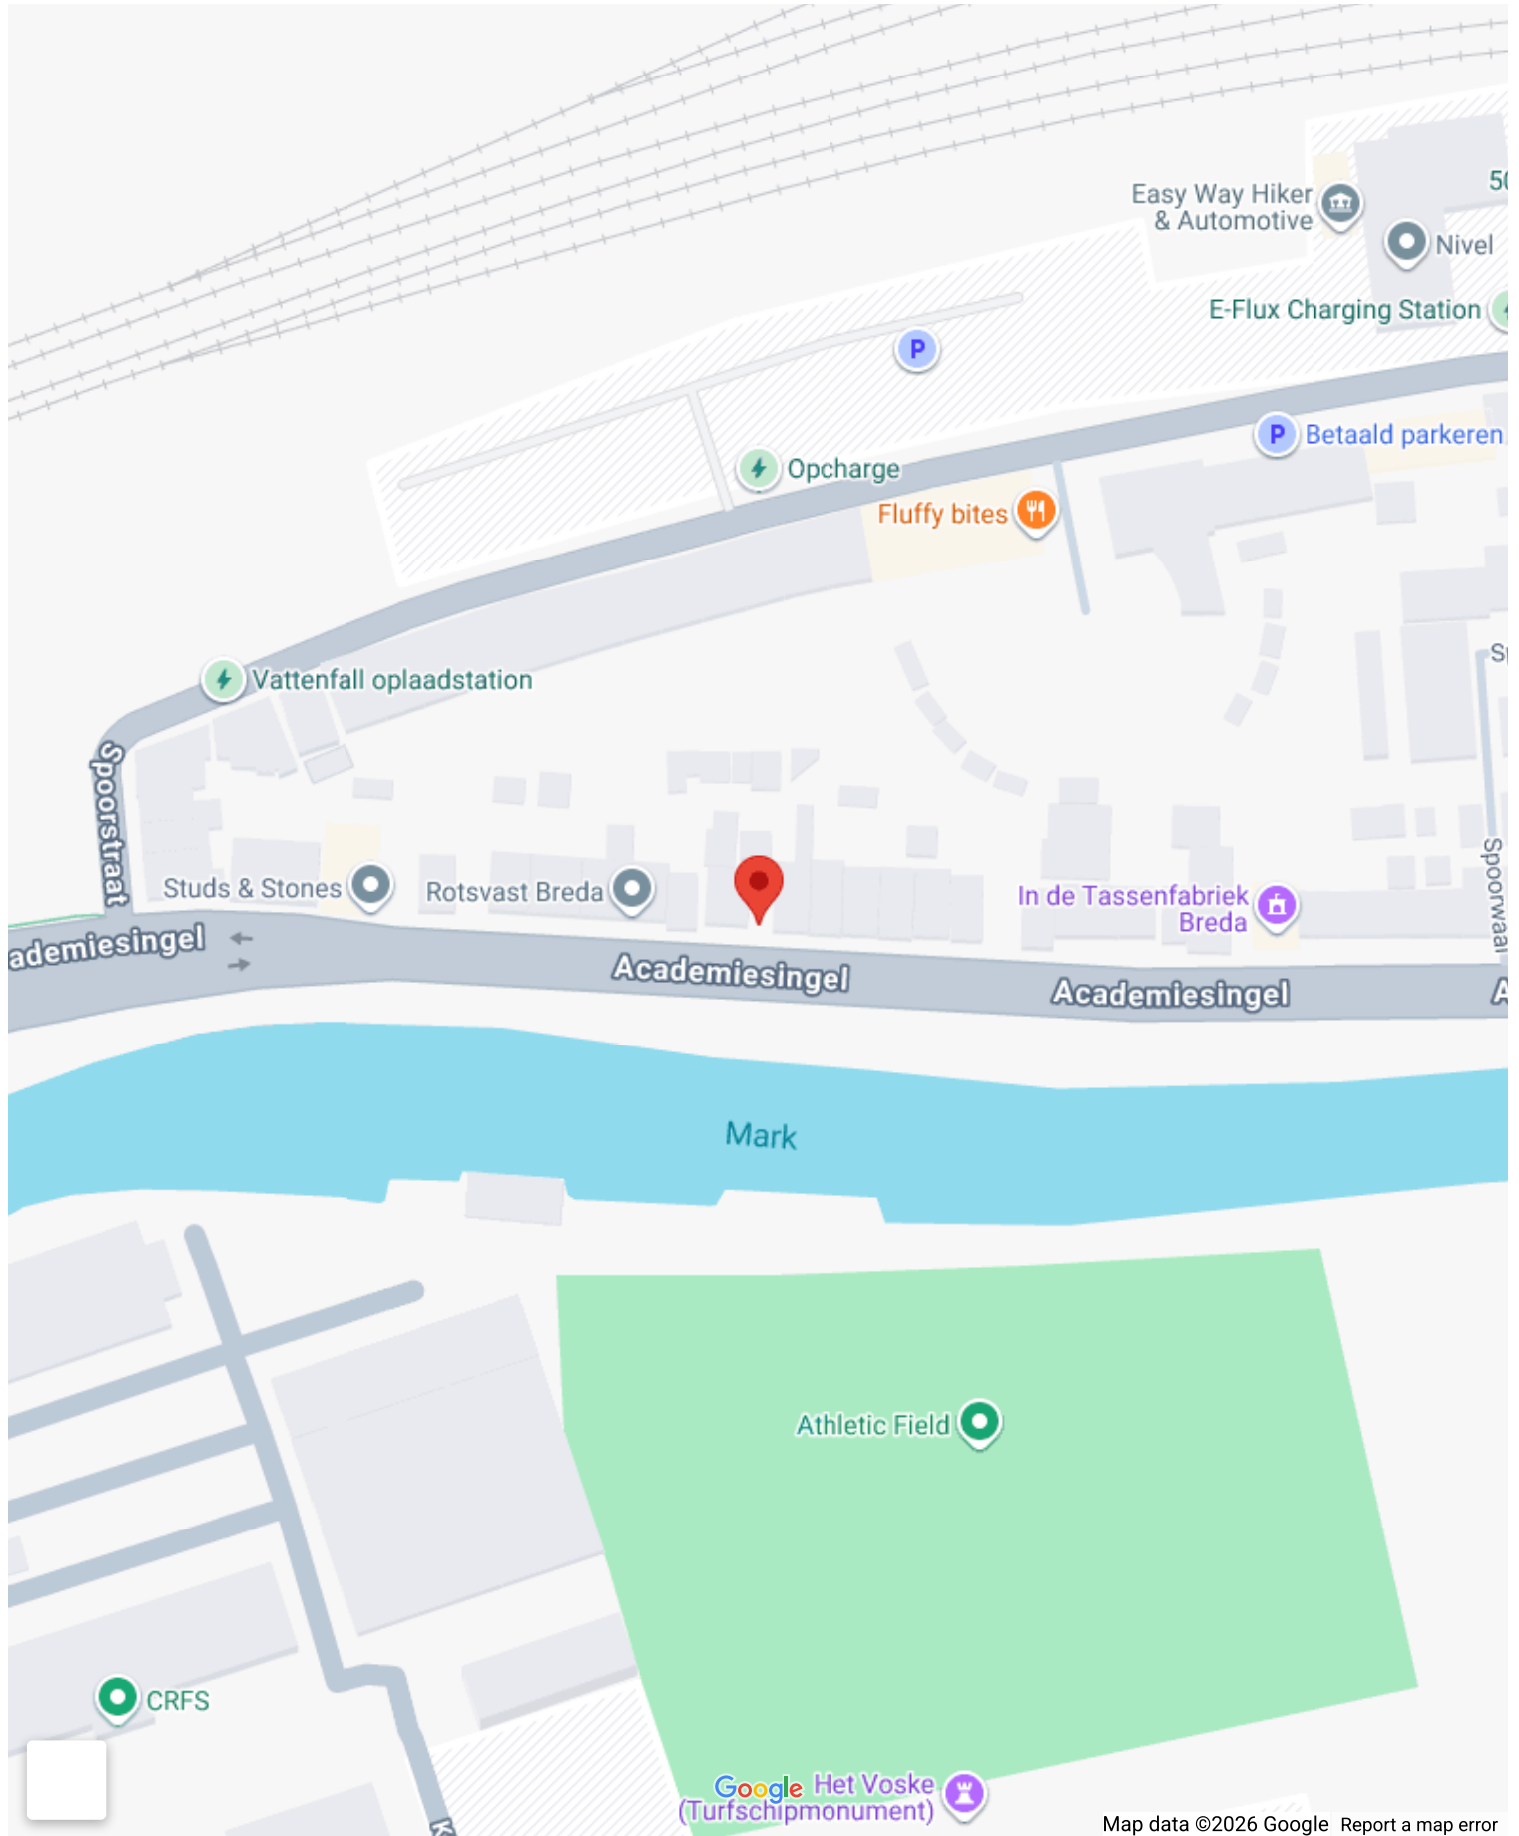 Easy Way Hiker
& Automotive
50
Nivel
E-Flux Charging Station
P
P
Betaald parkeren
Opcharge
Fluffy bites
Vattenfall oplaadstation
Spoorstraat
Studs & Stones
Rotsvast Breda
In de Tassenfabriek
Breda
Spoorwaal
ademiesingel
Academiesingel
Academiesingel
A
Mark
Athletic Field
CRFS
Google
Het Voske
(Turfschipmonument)
K
Map data ©2026 Google
Report a map error